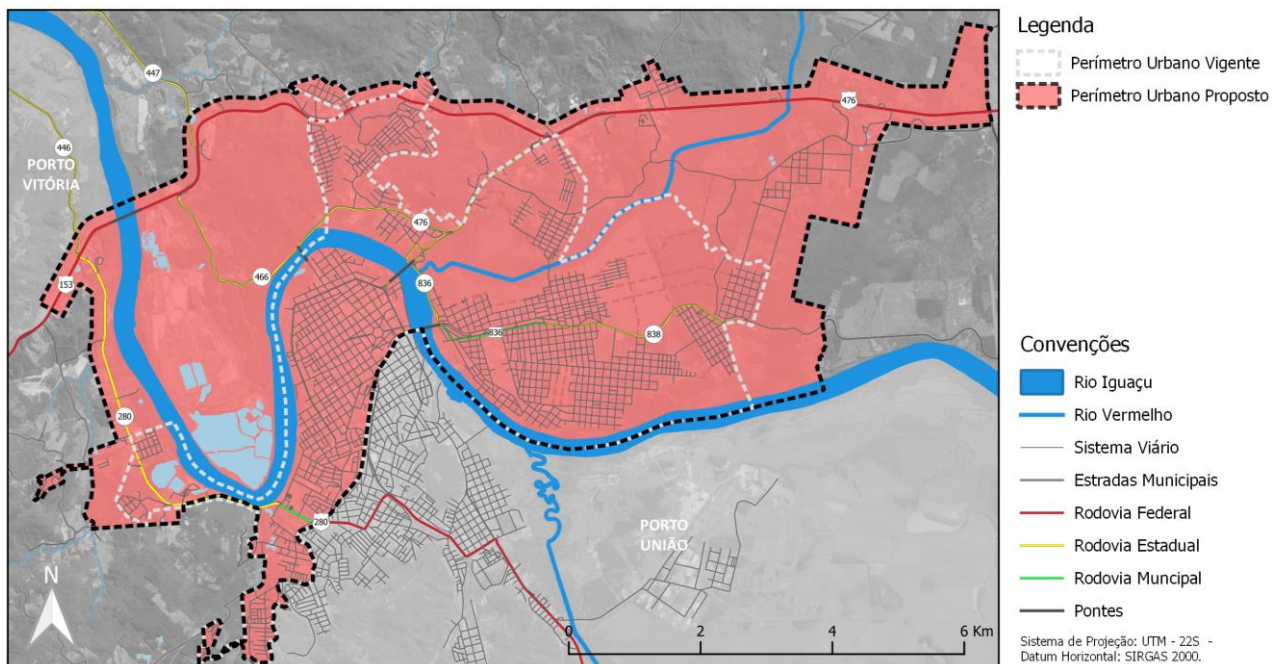 447
446
PORTO
VITÓRIA
476
476
466
153
836
836
838
280
280
PORTO
UNIÃO
N
0 2 4 6 Km
Legenda
Perímetro Urbano Vigente
Perímetro Urbano Proposto
Convenções
Rio Iguaçu
Rio Vermelho
Sistema Viário
Estradas Municipais
Rodovia Federal
Rodovia Estadual
Rodovia Muncipal
Pontes
Sistema de Projeção: UTM - 22S -
Datum Horizontal: SIRGAS 2000.